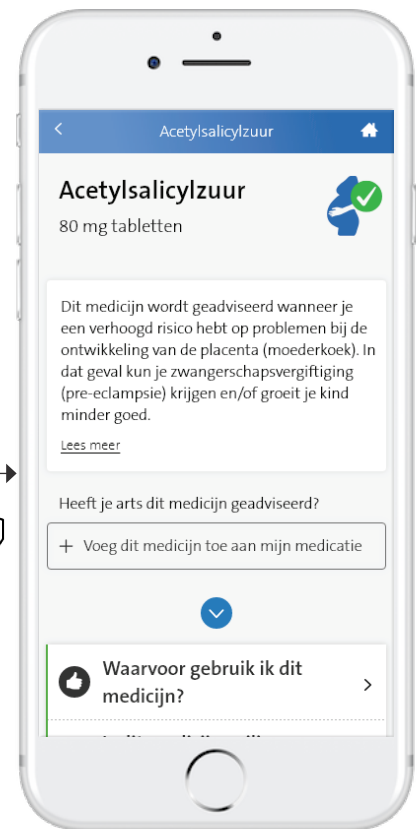 Acetylsalicylzuur
Acetylsalicylzuur
80 mg tabletten
Dit medicijn wordt geadviseerd wanneer je
een verhoogd risico hebt op problemen bij de
ontwikkeling van de placenta (moederkoek). In
dat geval kun je zwangerschapsvergiftiging
(pre-eclampsie) krijgen en/of groeit je kind
minder goed.
Lees meer
Heeft je arts dit medicijn geadviseerd?
+ Voeg dit medicijn toe aan mijn medicatie
Waarvoor gebruik ik dit
medicijn?